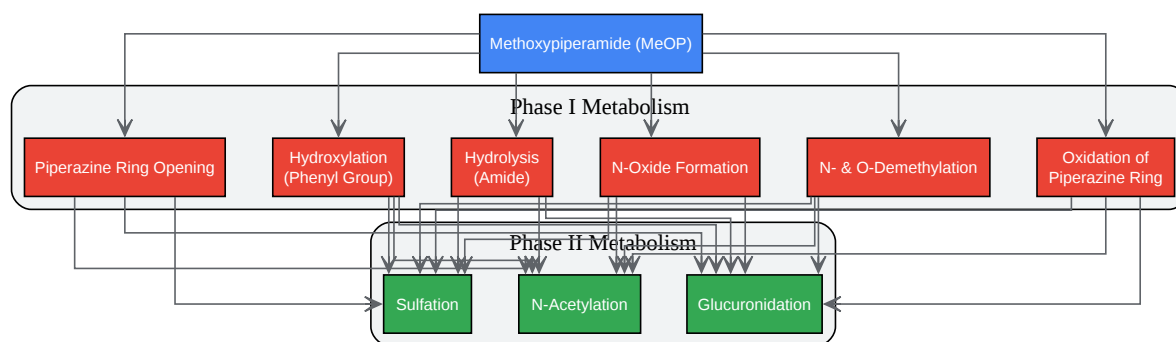 Methoxypiperamide (MeOP)
Phase I Metabolism
Piperazine Ring Opening
Hydroxylation
(Phenyl Group)
Hydrolysis
(Amide)
N-Oxide Formation
N- & O-Demethylation
Oxidation of
Piperazine Ring
Phase II Metabolism
Sulfation
N-Acetylation
Glucuronidation